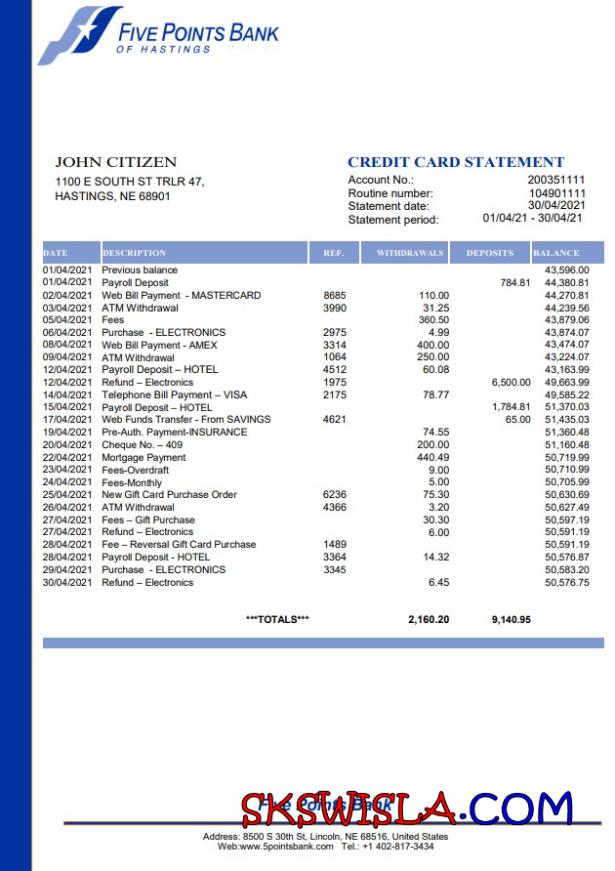 FIVE POINTS BANK
OF HASTINGS
JOHN CITIZEN
1100 E SOUTH ST TRLR 47,
HASTINGS, NE 68901
CREDIT CARD STATEMENT
Account No.: 200351111
Routine number: 104901111
Statement date: 30/04/2021
Statement period: 01/04/21 - 30/04/21
DATE DESCRIPTION REF. WITHDRAWALS DEPOSITS BALANCE
01/04/2021 Previous balance 43,596.00
01/04/2021 Payroll Deposit 784.81 44,380.81
02/04/2021 Web Bill Payment - MASTERCARD 8685 110.00 44,270.81
03/04/2021 ATM Withdrawal 3990 31.25 44,239.56
05/04/2021 Fees 360.50 43,879.06
06/04/2021 Purchase - ELECTRONICS 2975 4.99 43,874.07
08/04/2021 Web Bill Payment - AMEX 3314 400.00 43,474.07
09/04/2021 ATM Withdrawal 1064 250.00 43,224.07
12/04/2021 Payroll Deposit – HOTEL 4512 60.08 43,163.99
12/04/2021 Refund – Electronics 1975 6,500.00 49,663.99
14/04/2021 Telephone Bill Payment – VISA 2175 78.77 49,585.22
15/04/2021 Payroll Deposit – HOTEL 1,784.81 51,370.03
17/04/2021 Web Funds Transfer - From SAVINGS 4621 65.00 51,435.03
19/04/2021 Pre-Auth. Payment-INSURANCE 74.55 51,360.48
20/04/2021 Cheque No. – 409 200.00 51,160.48
22/04/2021 Mortgage Payment 440.49 50,719.99
23/04/2021 Fees-Overdraft 9.00 50,710.99
24/04/2021 Fees-Monthly 5.00 50,705.99
25/04/2021 New Gift Card Purchase Order 6236 75.30 50,630.69
26/04/2021 ATM Withdrawal 4366 3.20 50,627.49
27/04/2021 Fees – Gift Purchase 30.30 50,597.19
27/04/2021 Refund – Electronics 6.00 50,591.19
28/04/2021 Fee – Reversal Gift Card Purchase 1489 50,591.19
28/04/2021 Payroll Deposit - HOTEL 3364 14.32 50,576.87
29/04/2021 Purchase - ELECTRONICS 3345 50,583.20
30/04/2021 Refund – Electronics 6.45 50,576.75
***TOTALS*** 2,160.20 9,140.95
Five Points Bank
SKSWISLA.COM
Address: 8500 S 30th St, Lincoln, NE 68516, United States
Web:www.5pointsbank.com Tel.: +1 402-817-3434